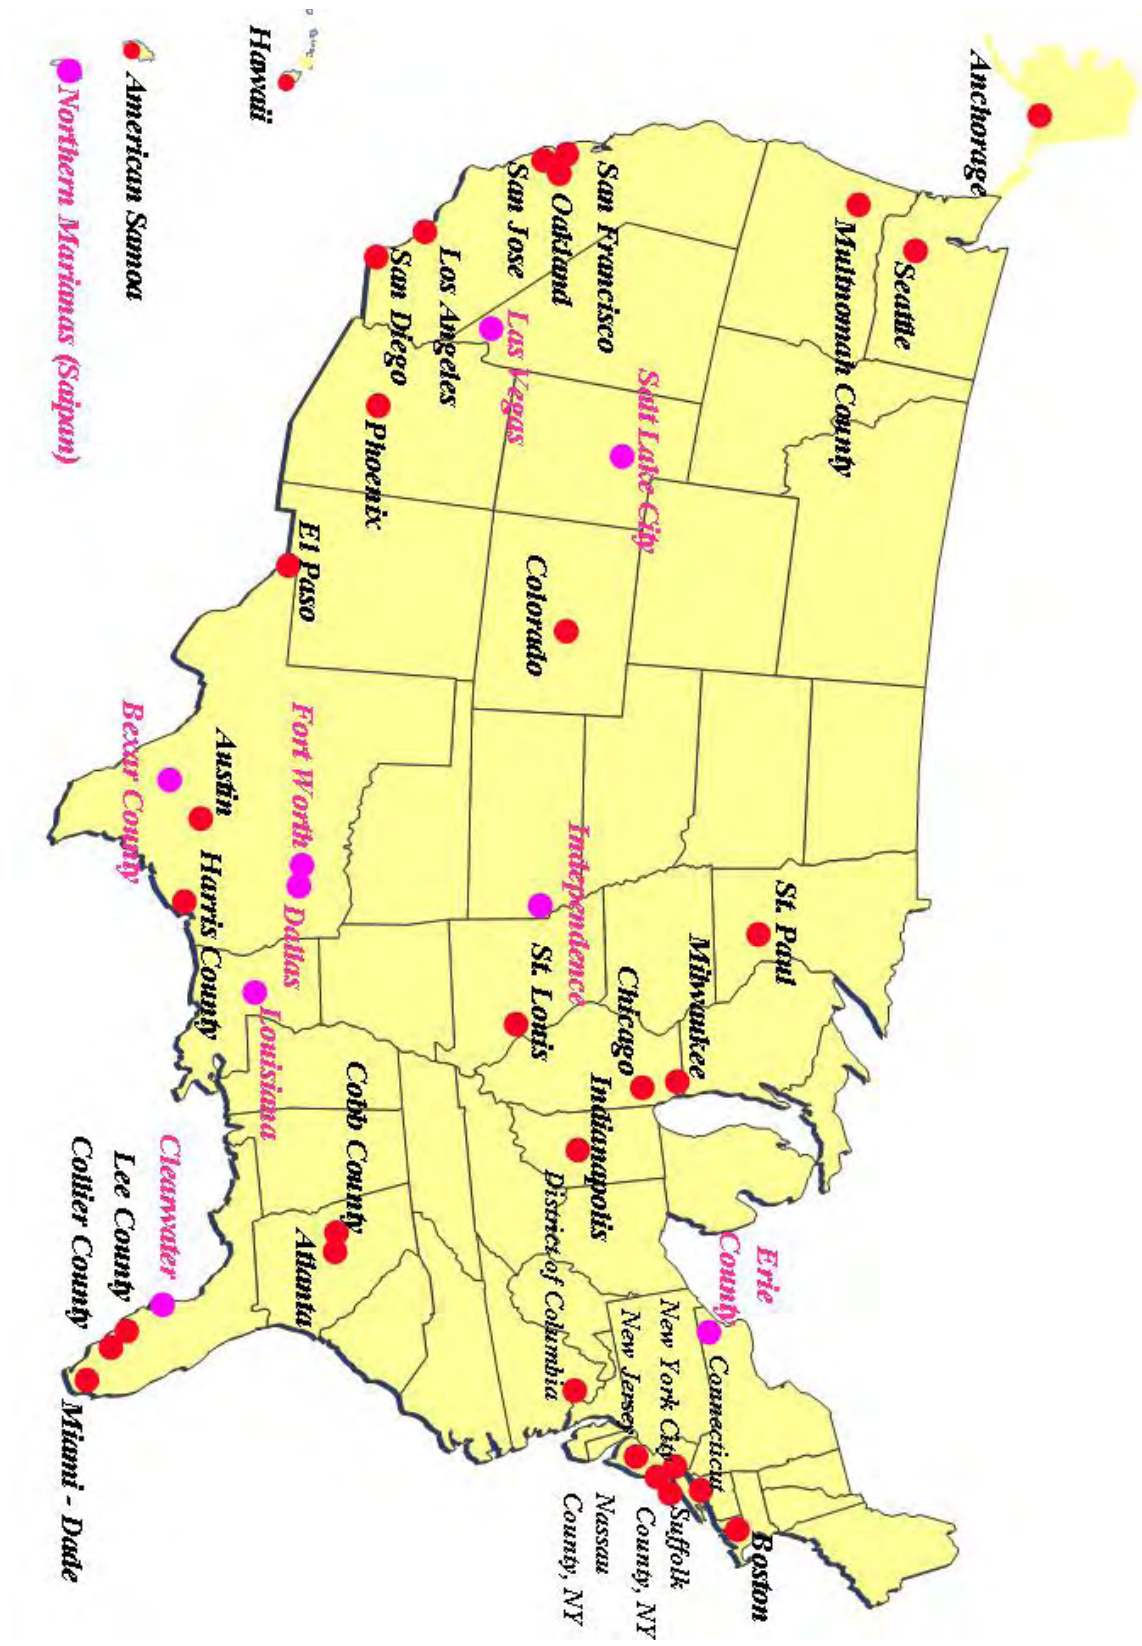 Anchorage
Seattle
Multnomah County
San Francisco
Oakland
San Jose
Los Angeles
San Diego
Las Vegas
Salt Lake City
Phoenix
El Paso
Colorado
Hawaii
American Samoa
Northern Marianas (Saipan)
Bexar County
Austin
Fort Worth
Dallas
Harris County
Independence
St. Louis
St. Paul
Milwaukee
Chicago
Indianapolis
Louisiana
Cobb County
Atlanta
Clearwater
Lee County
Collier County
Miami - Dade
District of Columbia
Erie
County
New Jersey
New York City
Connecticut
Boston
Suffolk
County, NY
Nassau
County, NY